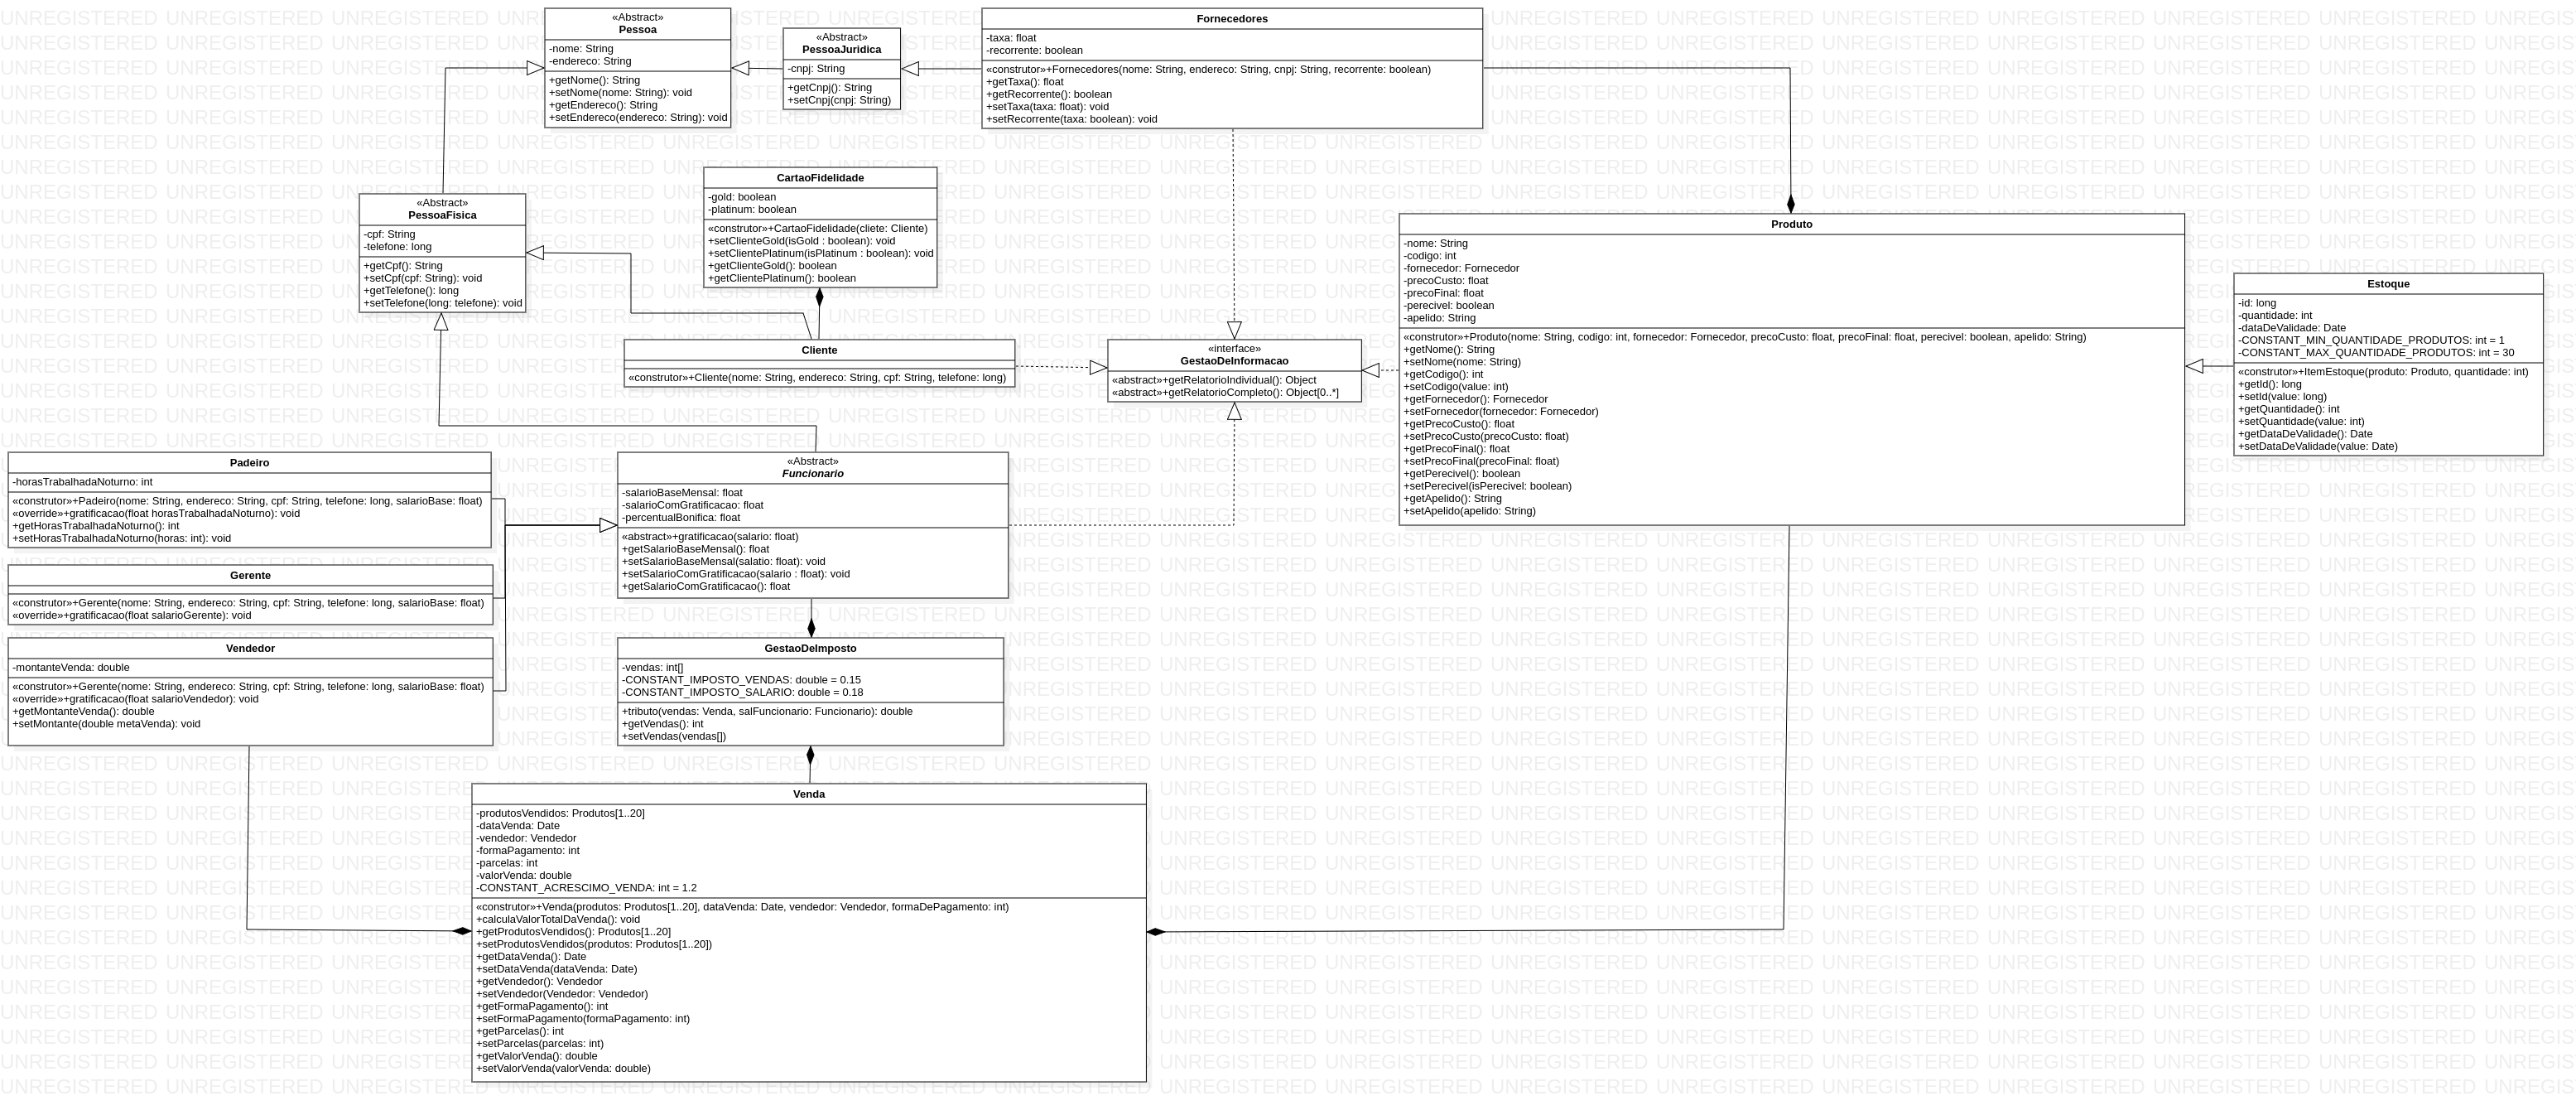 «Abstract»
Pessoa
-nome: String
-endereco: String
+getNome(): String
+setNome(nome: String): void
+getEndereco(): String
+setEndereco(endereco: String): void
«Abstract»
PessoaJuridica
-cnpj: String
+getCnpj(): String
+setCnpj(cnpj: String)
Fornecedores
-taxa: float
-recorrente: boolean
«construtor»+Fornecedores(nome: String, endereco: String, cnpj: String, recorrente: boolean)
+getTaxa(): float
+getRecorrente(): boolean
+setTaxa(taxa: float): void
+setRecorrente(taxa: boolean): void
«Abstract»
PessoaFisica
-cpf: String
-telefone: long
+getCpf(): String
+setCpf(cpf: String): void
+getTelefone(): long
+setTelefone(long: telefone): void
CartaoFidelidade
-gold: boolean
-platinum: boolean
«construtor»+CartaoFidelidade(cliete: Cliente)
+setClienteGold(isGold : boolean): void
+setClientePlatinum(isPlatinum : boolean): void
+getClienteGold(): boolean
+getClientePlatinum(): boolean
Produto
-nome: String
-codigo: int
-fornecedor: Fornecedor
-precoCusto: float
-precoFinal: float
-perecivel: boolean
-apelido: String
«construtor»+Produto(nome: String, codigo: int, fornecedor: Fornecedor, precoCusto: float, precoFinal: float, perecivel: boolean, apelido: String)
+getNome(): String
+setNome(nome: String)
+getCodigo(): int
+setCodigo(value: int)
+getFornecedor(): Fornecedor
+setFornecedor(fornecedor: Fornecedor)
+getPrecoCusto(): float
+setPrecoCusto(precoCusto: float)
+getPrecoFinal(): float
+setPrecoFinal(precoFinal: float)
+getPerecivel(): boolean
+setPerecivel(isPerecivel: boolean)
+getApelido(): String
+setApelido(apelido: String)
Estoque
-id: long
-quantidade: int
-dataDeValidade: Date
-CONSTANT_MIN_QUANTIDADE_PRODUTOS: int = 1
-CONSTANT_MAX_QUANTIDADE_PRODUTOS: int = 30
«construtor»+ItemEstoque(produto: Produto, quantidade: int)
+getId(): long
+setId(value: long)
+getQuantidade(): int
+setQuantidade(value: int)
+getDataDeValidade(): Date
+setDataDeValidade(value: Date)
Cliente
«construtor»+Cliente(nome: String, endereco: String, cpf: String, telefone: long)
«interface»
GestaoDeInformacao
«abstract»+getRelatorioIndividual(): Object
«abstract»+getRelatorioCompleto(): Object[0..*]
Padeiro
-horasTrabalhadaNoturno: int
«construtor»+Padeiro(nome: String, endereco: String, cpf: String, telefone: long, salarioBase: float)
«override»+gratificacao(float horasTrabalhadaNoturno): void
+getHorasTrabalhadaNoturno(): int
+setHorasTrabalhadaNoturno(horas: int): void
«Abstract»
Funcionario
-salarioBaseMensal: float
-salarioComGratificacao: float
-percentualBonifica: float
«abstract»+gratificacao(salario: float)
+getSalarioBaseMensal(): float
+setSalarioBaseMensal(salatio: float): void
+setSalarioComGratificacao(salario : float): void
+getSalarioComGratificacao(): float
Gerente
«construtor»+Gerente(nome: String, endereco: String, cpf: String, telefone: long, salarioBase: float)
«override»+gratificacao(float salarioGerente): void
Vendedor
-montanteVenda: double
«construtor»+Gerente(nome: String, endereco: String, cpf: String, telefone: long, salarioBase: float)
«override»+gratificacao(float salarioVendedor): void
+getMontanteVenda(): double
+setMontante(double metaVenda): void
GestaoDeImposto
-vendas: int[]
-CONSTANT_IMPOSTO_VENDAS: double = 0.15
-CONSTANT_IMPOSTO_SALARIO: double = 0.18
+tributo(vendas: Venda, salFuncionario: Funcionario): double
+getVendas(): int
+setVendas(vendas[])
Venda
-produtosVendidos: Produtos[1..20]
-dataVenda: Date
-vendedor: Vendedor
-formaPagamento: int
-parcelas: int
-valorVenda: double
-CONSTANT_ACRESCIMO_VENDA: int = 1.2
«construtor»+Venda(produtos: Produtos[1..20], dataVenda: Date, vendedor: Vendedor, formaDePagamento: int)
+calculaValorTotalDaVenda(): void
+getProdutosVendidos(): Produtos[1..20]
+setProdutosVendidos(produtos: Produtos[1..20])
+getDataVenda(): Date
+setDataVenda(dataVenda: Date)
+getVendedor(): Vendedor
+setVendedor(Vendedor: Vendedor)
+getFormaPagamento(): int
+setFormaPagamento(formaPagamento: int)
+getParcelas(): int
+setParcelas(parcelas: int)
+getValorVenda(): double
+setValorVenda(valorVenda: double)